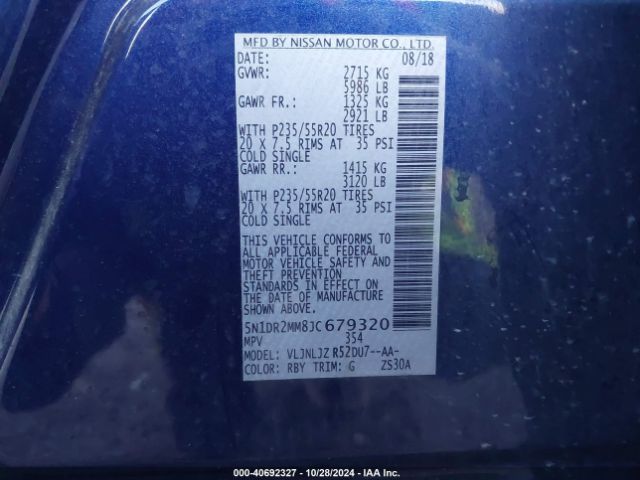 MFD BY NISSAN MOTOR CO., LTD.
DATE: 08/18
GVWR: 2715 KG
5986 LB
GAWR FR.: 1325 KG
2921 LB
WITH P235/55R20 TIRES
20 X 7.5 RIMS AT 35 PSI
COLD SINGLE
GAWR RR.: 1415 KG
3120 LB
WITH P235/55R20 TIRES
20 X 7.5 RIMS AT 35 PSI
COLD SINGLE
THIS VEHICLE CONFORMS TO
ALL APPLICABLE FEDERAL
MOTOR VEHICLE SAFETY AND
THEFT PREVENTION
STANDARDS IN EFFECT ON
THE DATE OF MANUFACTURE
SHOWN ABOVE.
5N1DR2MM8JC679320
MPV 354
MODEL: VLJNLJZ R52DU7--AA-
COLOR: RBY TRIM: G ZS30A
000-40692327 - 10/28/2024 - IAA Inc.